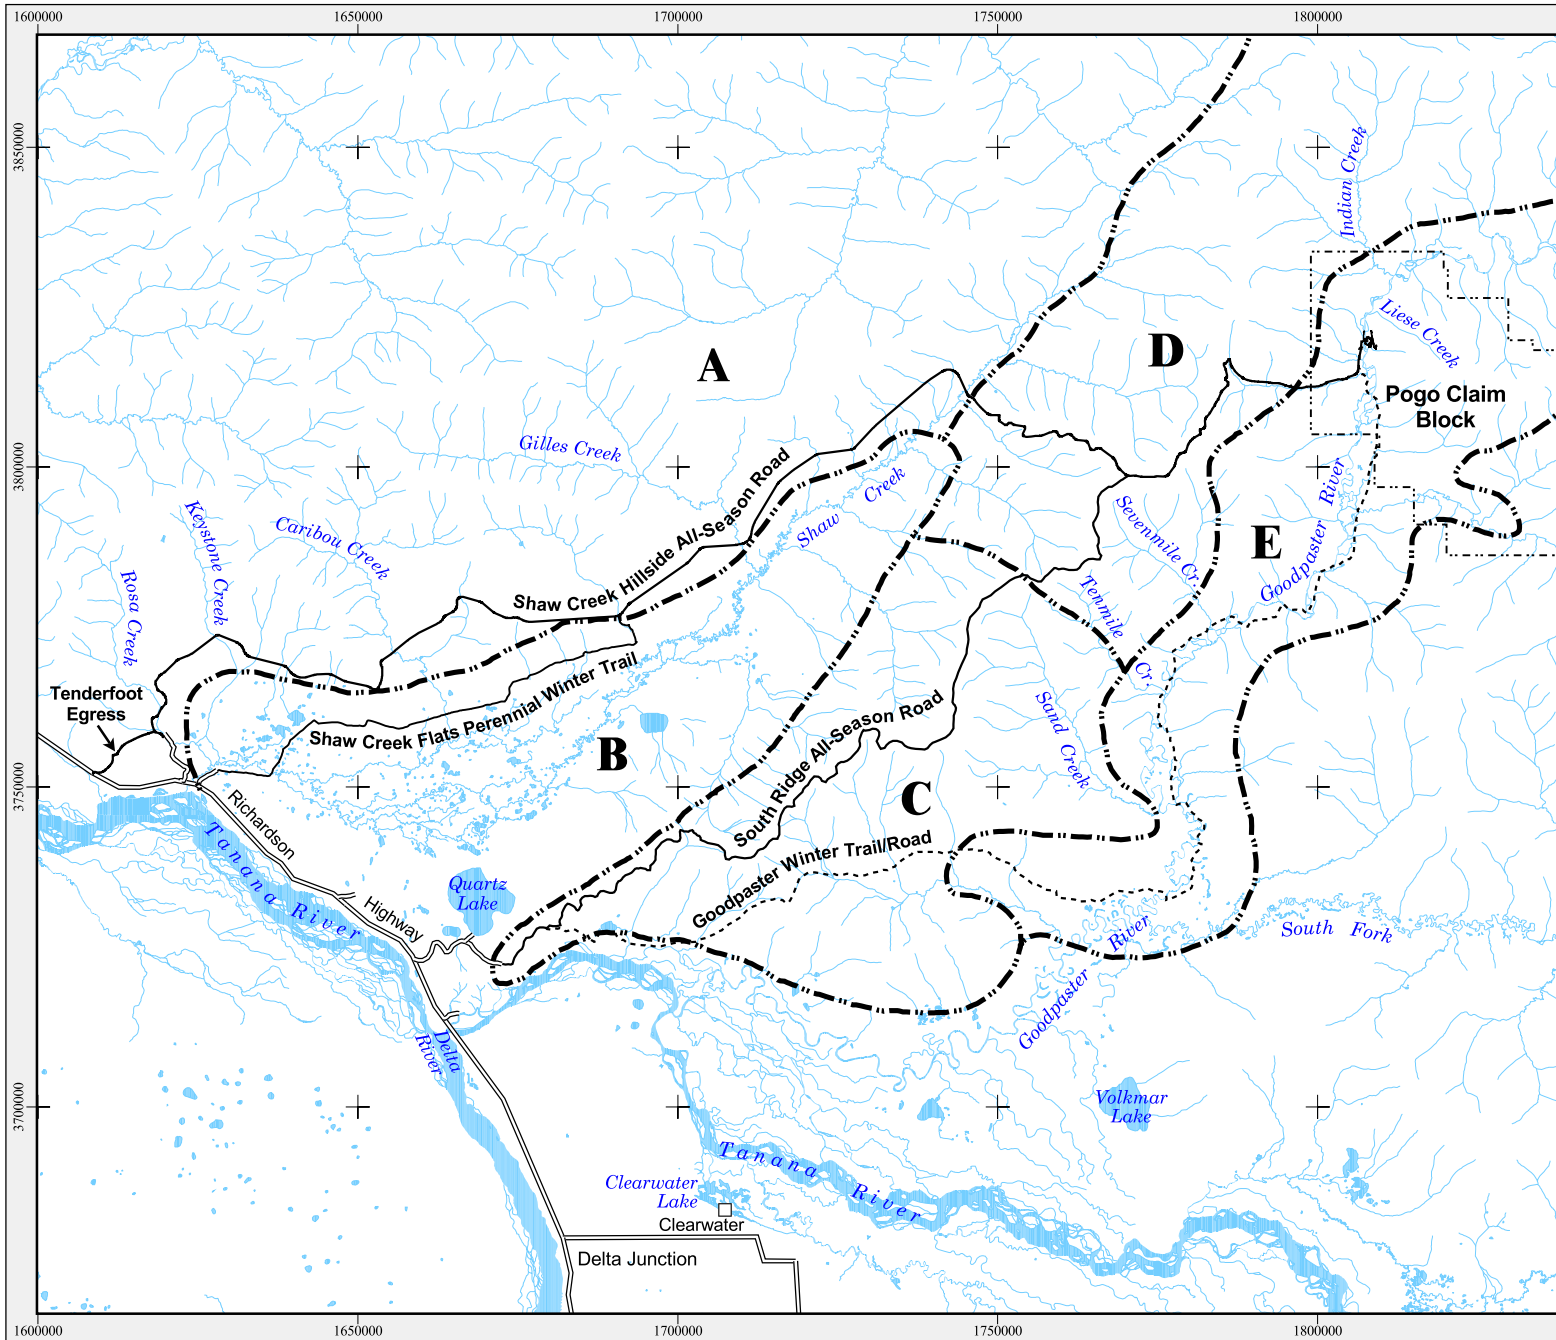 1600000
1650000
1700000
1750000
1800000
3850000
3800000
3750000
3700000
Indian Creek
Liese Creek
A
D
Pogo Claim
Block
Gilles Creek
Shaw Creek Hillside All-Season Road
Shaw Creek
Goodpaster River
Keystone Creek
Caribou Creek
Sevenmile Cr.
E
Rosa Creek
Tenmile Cr.
Tenderfoot
Egress
Shaw Creek Flats Perennial Winter Trail
B
South Ridge All-Season Road
Sand Creek
C
Richardson
Highway
Tanana River
Goodpaster Winter Trail/Road
Quartz
Lake
South Fork
Goodpaster River
Delta
River
Volkmar
Lake
Tanana River
Clearwater
Lake
Clearwater
Delta Junction
1600000
1650000
1700000
1750000
1800000